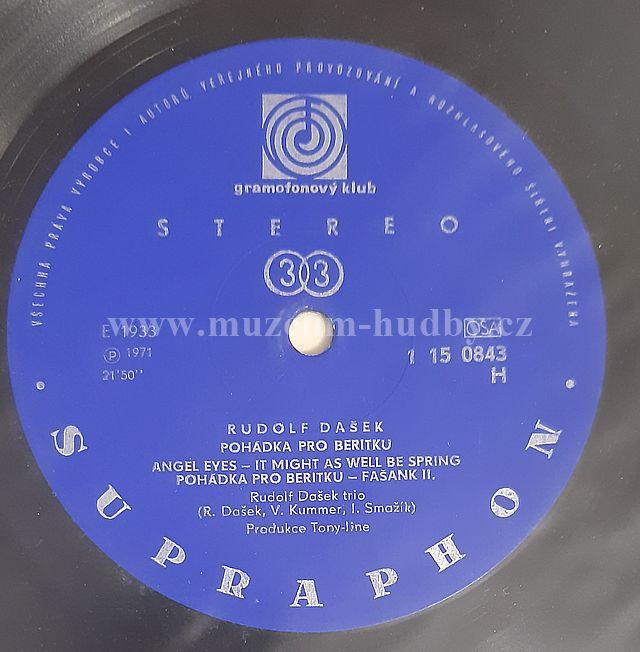 VŠECHNA PRÁVA VÝROBCE I AUTORŮ, VEŘEJNÉHO PROVOZOVÁNÍ A ROZHLASOVÉHO ŠÍŘENÍ VYHRAŽENA
gramofonový klub
STEREO
33
www.muzeum-hudby.cz
E 1933
OSA
Ⓟ 1971
1 15 0843
21'50''
H
RUDOLF DAŠEK
POHÁDKA PRO BERITKU
ANGEL EYES – IT MIGHT AS WELL BE SPRING
POHÁDKA PRO BERITKU – FAŠANK II.
Rudolf Dašek trio
(R. Dašek, V. Kummer, I. Smažík)
Produkce Tony-line
SUPRAPHON